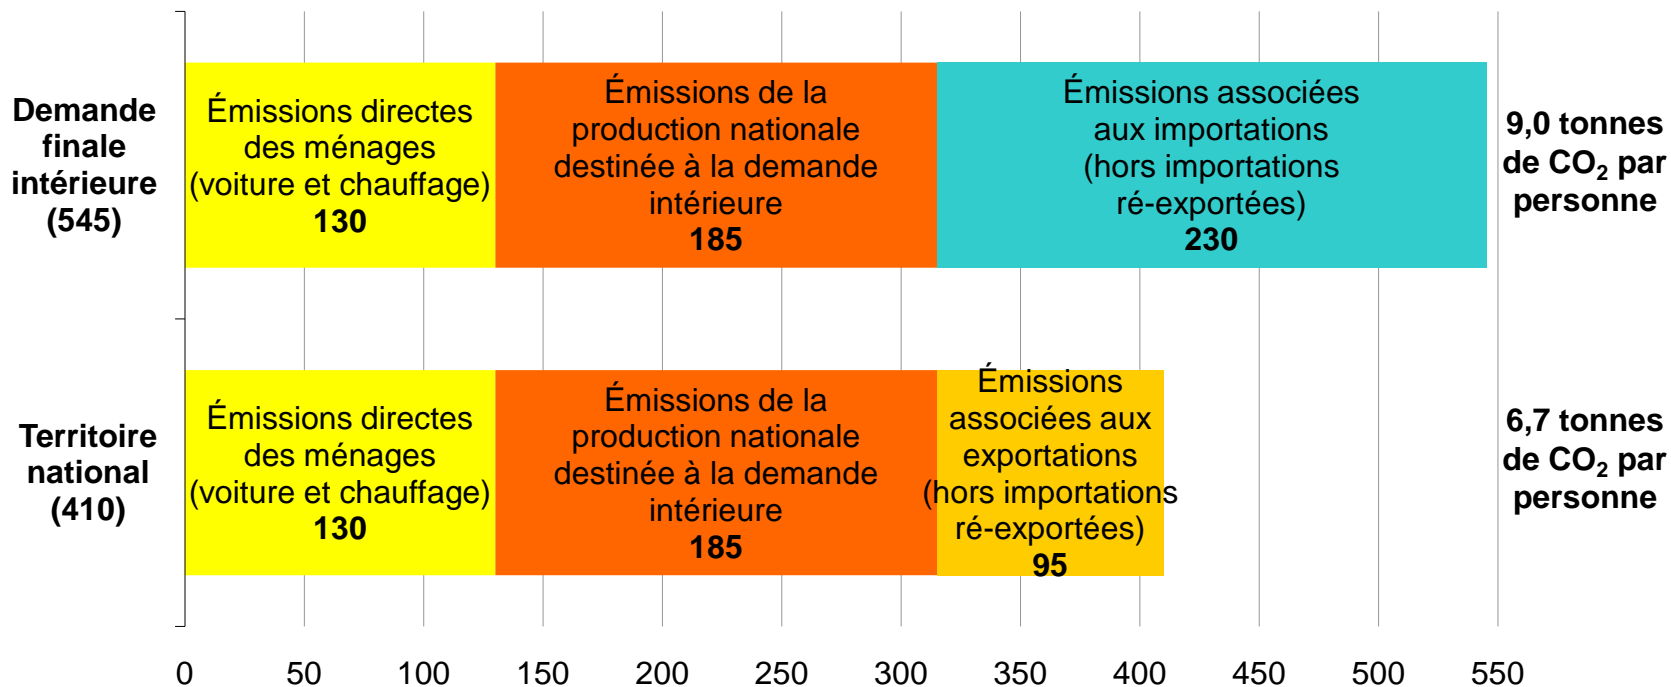 Demande
finale
intérieure
(545)
Émissions directes
des ménages
(voiture et chauffage)
130
Émissions de la
production nationale
destinée à la demande
intérieure
185
Émissions associées
aux importations
(hors importations
ré-exportées)
230
9,0 tonnes
de CO₂ par
personne
Territoire
national
(410)
Émissions directes
des ménages
(voiture et chauffage)
130
Émissions de la
production nationale
destinée à la demande
intérieure
185
Émissions
associées aux
exportations
(hors importations
ré-exportées)
95
6,7 tonnes
de CO₂ par
personne
0 50 100 150 200 250 300 350 400 450 500 550